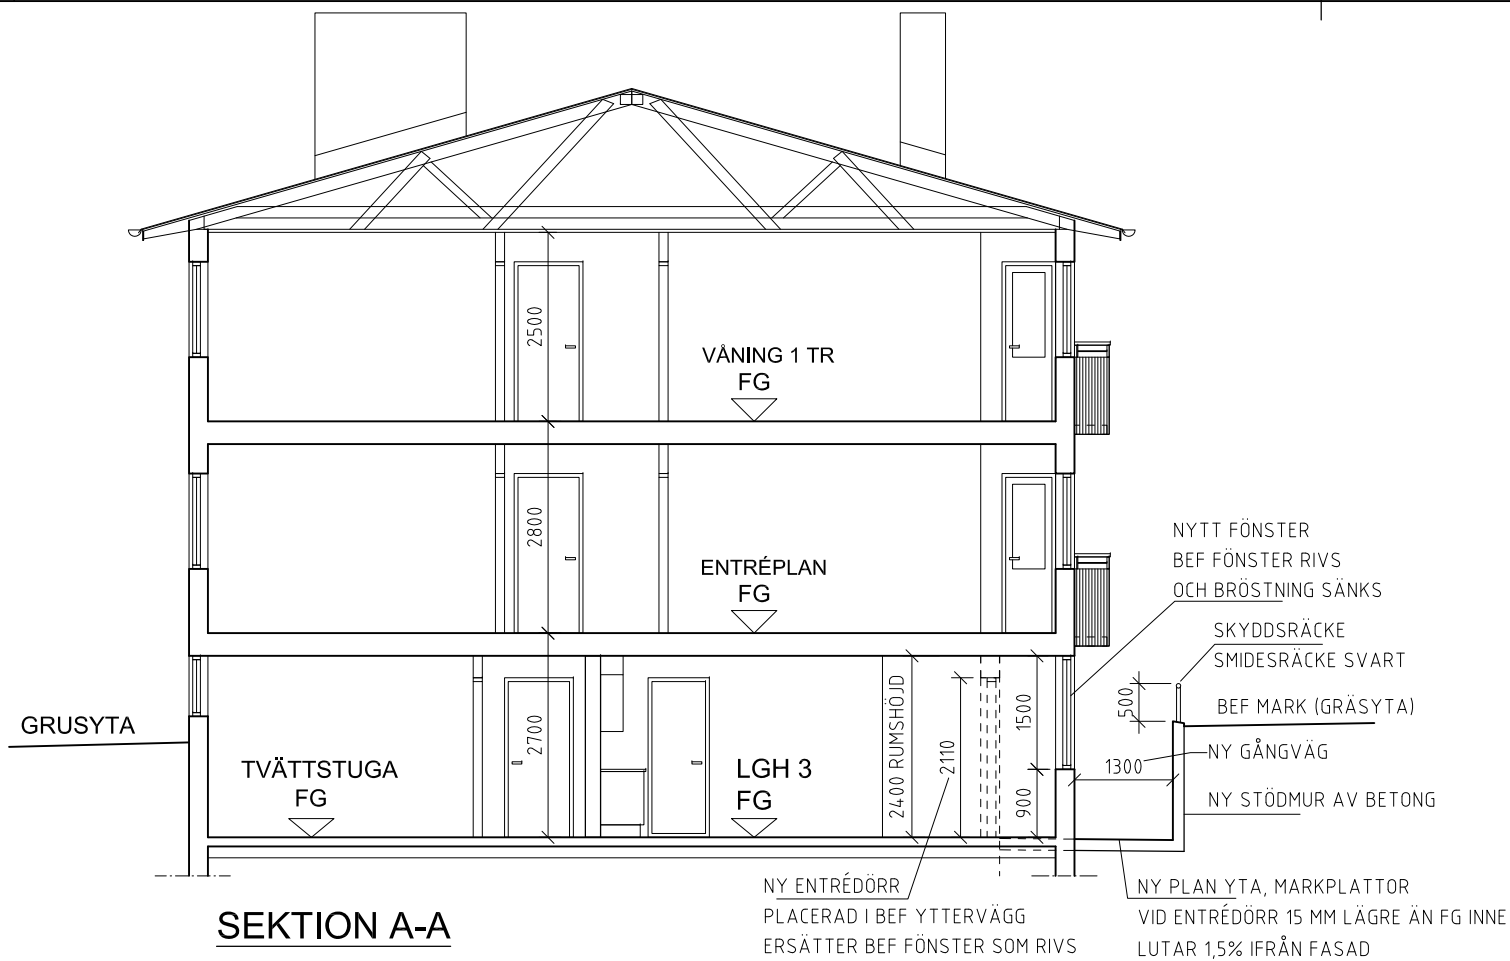 2500
VÅNING 1 TR
FG
2800
ENTRÉPLAN
FG
NYTT FÖNSTER
BEF FÖNSTER RIVS
OCH BRÖSTNING SÄNKS
SKYDDSRÄCKE
SMIDESRÄCKE SVART
500
BEF MARK (GRÄSYTA)
GRUSYTA
2700
2400 RUMSHÖJD
2110
1500
900
1300
NY GÅNGVÄG
NY STÖDMUR AV BETONG
TVÄTTSTUGA
FG
LGH 3
FG
NY ENTRÉDÖRR
PLACERAD I BEF YTTERVÄGG
ERSÄTTER BEF FÖNSTER SOM RIVS
NY PLAN YTA, MARKPLATTOR
VID ENTRÉDÖRR 15 MM LÄGRE ÄN FG INNE
LUTAR 1,5% IFRÅN FASAD
SEKTION A-A